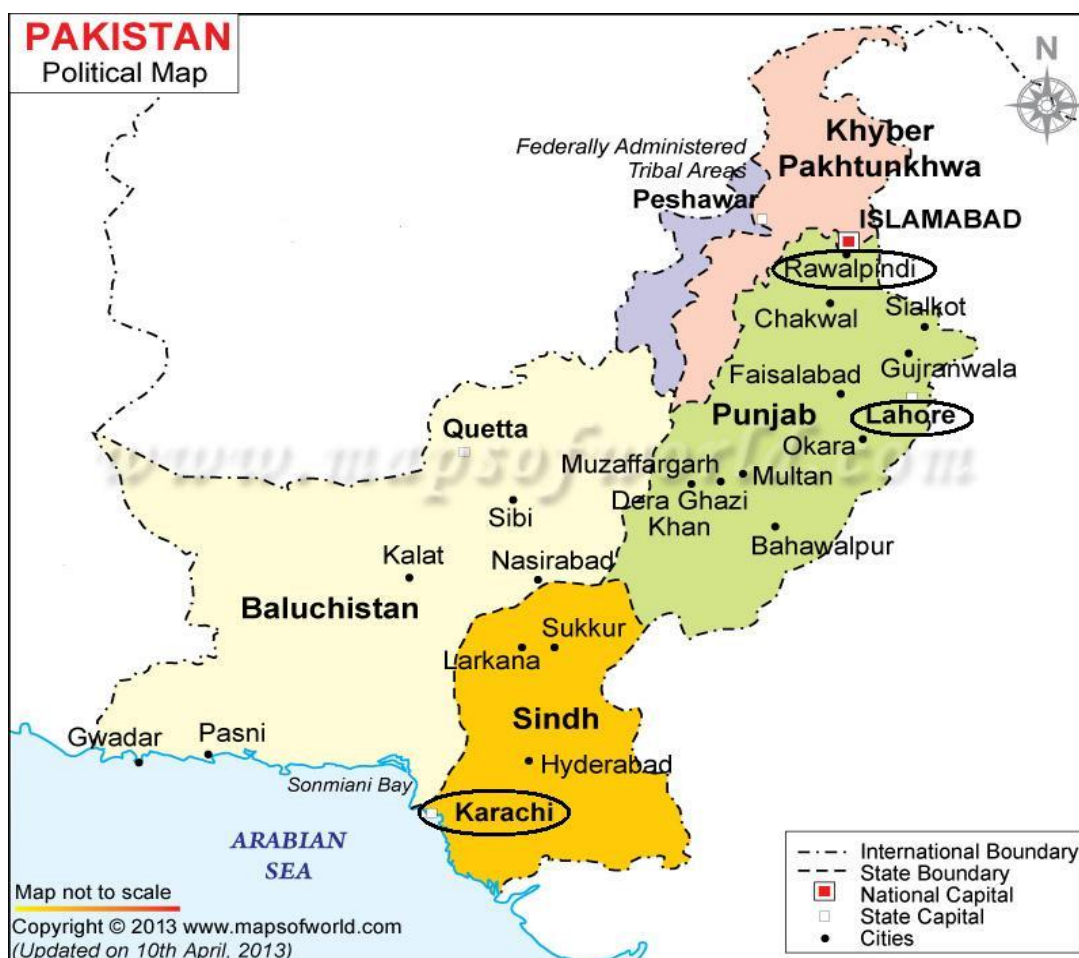 PAKISTAN
Political Map
N
Khyber
Pakhtunkhwa
Federally Administered
Tribal Areas
Peshawar
ISLAMABAD
Rawalpindi
Chakwal
Sialkot
Gujranwala
Faisalabad
Punjab
Lahore
Okara
Quetta
www.mapsofworld.com
Muzaffargarh
Multan
Dera Ghazi
Khan
Sibi
Bahawalpur
Kalat
Nasirabad
Baluchistan
Sukkur
Larkana
Sindh
Gwadar
Pasni
Hyderabad
Sonmiani Bay
Karachi
ARABIAN
SEA
Map not to scale
Copyright © 2013 www.mapsofworld.com
(Updated on 10th April, 2013)
International Boundary
State Boundary
National Capital
State Capital
Cities